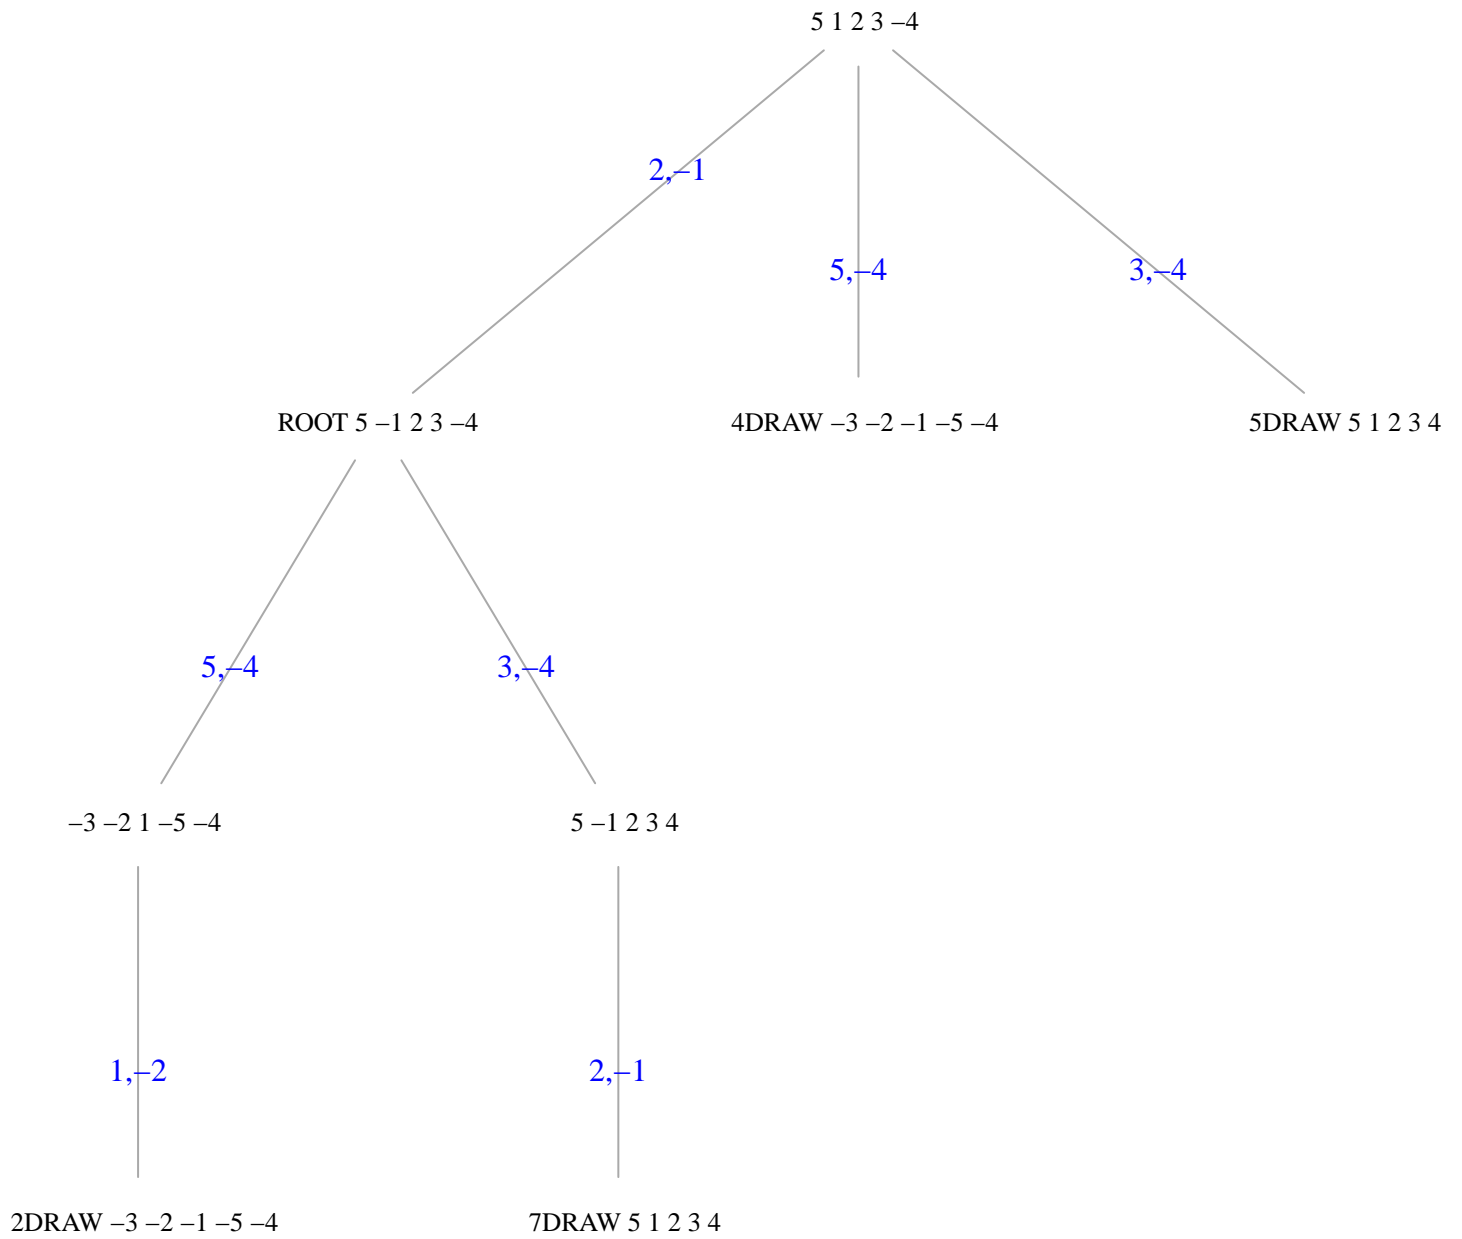 5 1 2 3 –4
2,–1
5,–4
3,–4
ROOT 5 –1 2 3 –4
4DRAW –3 –2 –1 –5 –4
5DRAW 5 1 2 3 4
5,–4
3,–4
–3 –2 1 –5 –4
5 –1 2 3 4
1,–2
2,–1
2DRAW –3 –2 –1 –5 –4
7DRAW 5 1 2 3 4